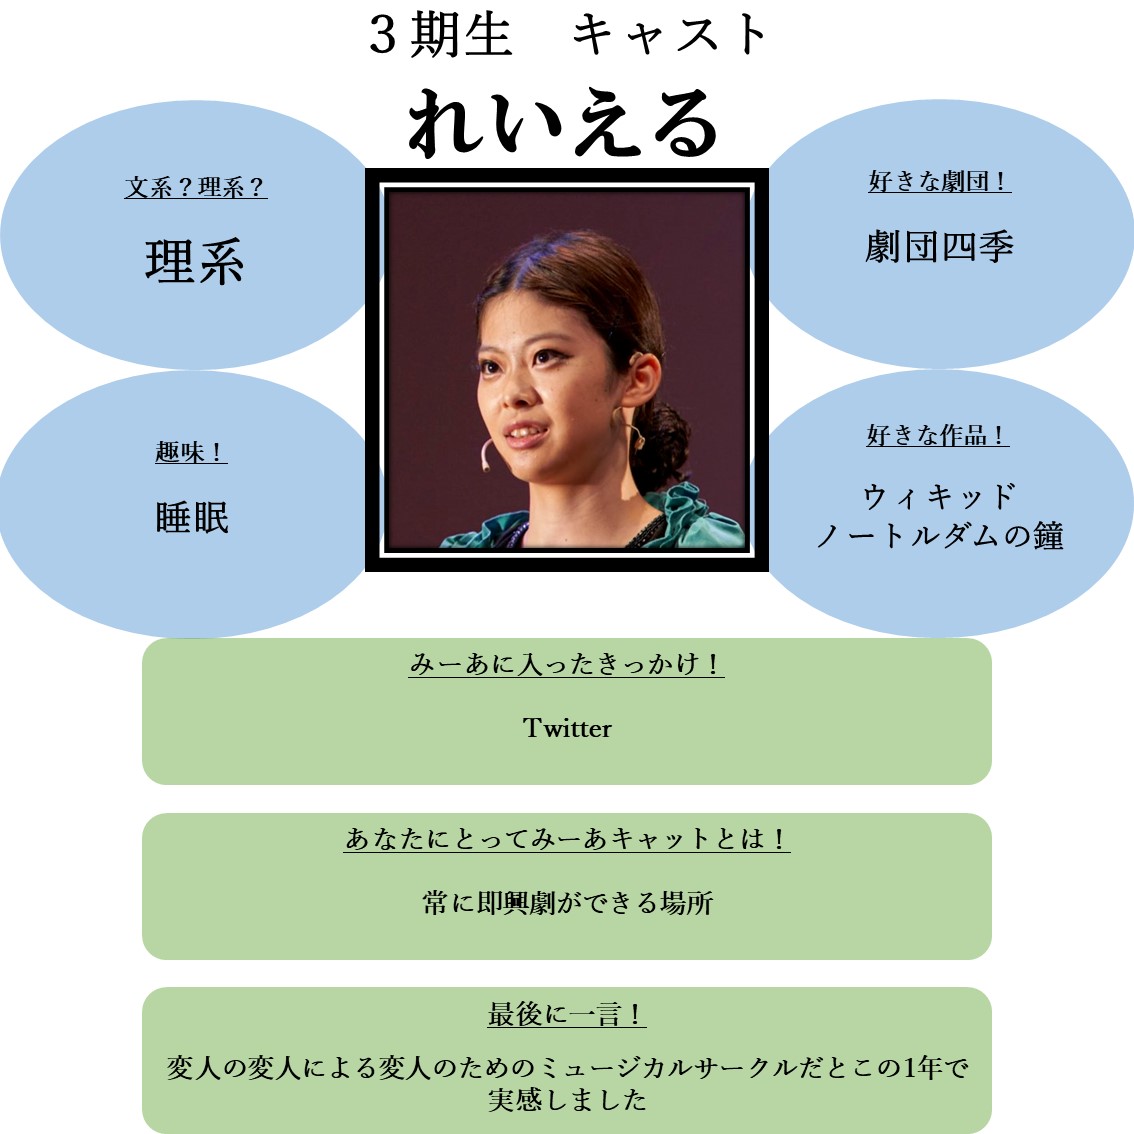 ３期生　キャスト
れいえる
文系？理系？
理系
好きな劇団！
劇団四季
趣味！
睡眠
好きな作品！
ウィキッド
ノートルダムの鐘
みーあに入ったきっかけ！
Twitter
あなたにとってみーあキャットとは！
常に即興劇ができる場所
最後に一言！
変人の変人による変人のためのミュージカルサークルだとこの1年で
実感しました